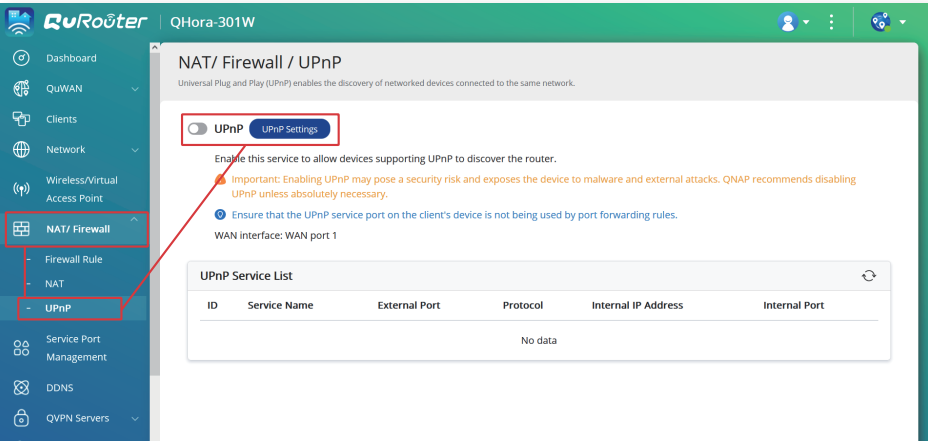 QuRoûter
QHora-301W
Dashboard
QuWAN
Clients
Network
Wireless/Virtual
Access Point
NAT/ Firewall
Firewall Rule
NAT
UPnP
Service Port
Management
DDNS
QVPN Servers
NAT/ Firewall / UPnP
Universal Plug and Play (UPnP) enables the discovery of networked devices connected to the same network.
UPnP UPnP Settings
Enable this service to allow devices supporting UPnP to discover the router.
Important: Enabling UPnP may pose a security risk and exposes the device to malware and external attacks. QNAP recommends disabling
UPnP unless absolutely necessary.
Ensure that the UPnP service port on the client's device is not being used by port forwarding rules.
WAN interface: WAN port 1
UPnP Service List
ID Service Name External Port Protocol Internal IP Address Internal Port
No data